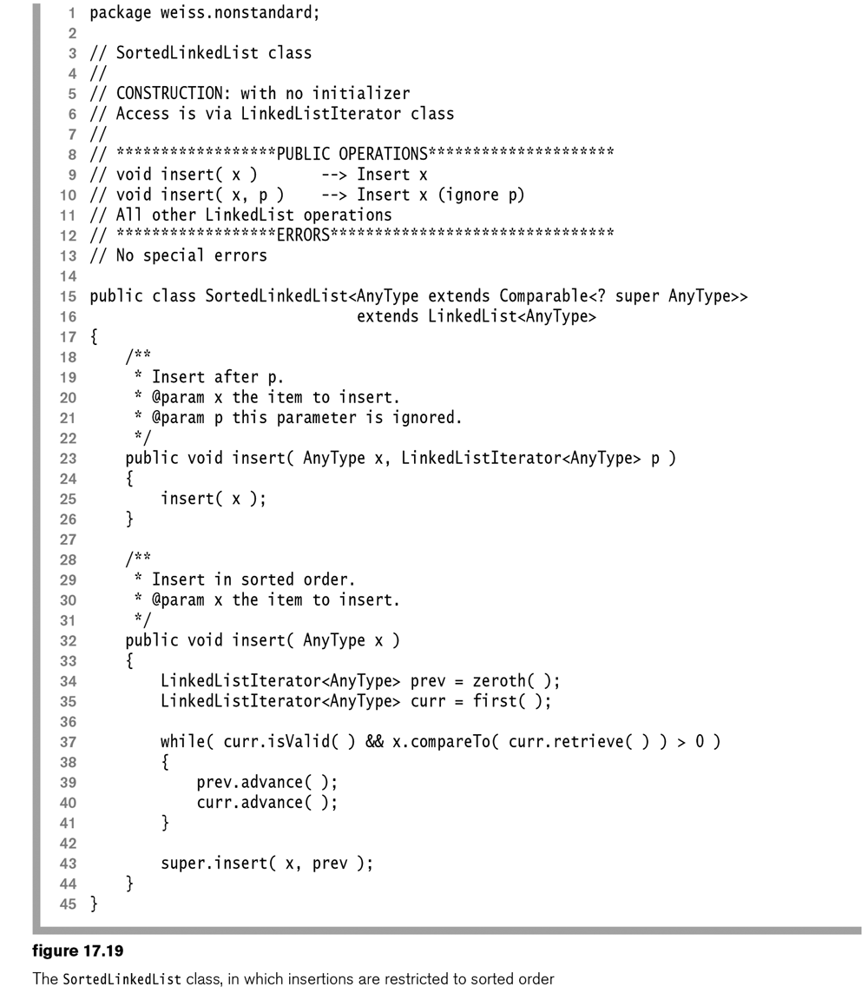 1 package weiss.nonstandard;
2
3 // SortedLinkedList class
4 //
5 // CONSTRUCTION: with no initializer
6 // Access is via LinkedListIterator class
7 //
8 // ******************PUBLIC OPERATIONS*********************
9 // void insert( x )       --> Insert x
10 // void insert( x, p )    --> Insert x (ignore p)
11 // All other LinkedList operations
12 // ******************ERRORS********************************
13 // No special errors
14
15 public class SortedLinkedList<AnyType extends Comparable<? super AnyType>>
16                               extends LinkedList<AnyType>
17 {
18     /**
19      * Insert after p.
20      * @param x the item to insert.
21      * @param p this parameter is ignored.
22      */
23     public void insert( AnyType x, LinkedListIterator<AnyType> p )
24     {
25         insert( x );
26     }
27
28     /**
29      * Insert in sorted order.
30      * @param x the item to insert.
31      */
32     public void insert( AnyType x )
33     {
34         LinkedListIterator<AnyType> prev = zeroth( );
35         LinkedListIterator<AnyType> curr = first( );
36
37         while( curr.isValid( ) && x.compareTo( curr.retrieve( ) ) > 0 )
38         {
39             prev.advance( );
40             curr.advance( );
41         }
42
43         super.insert( x, prev );
44     }
45 }
figure 17.19
The SortedLinkedList class, in which insertions are restricted to sorted order